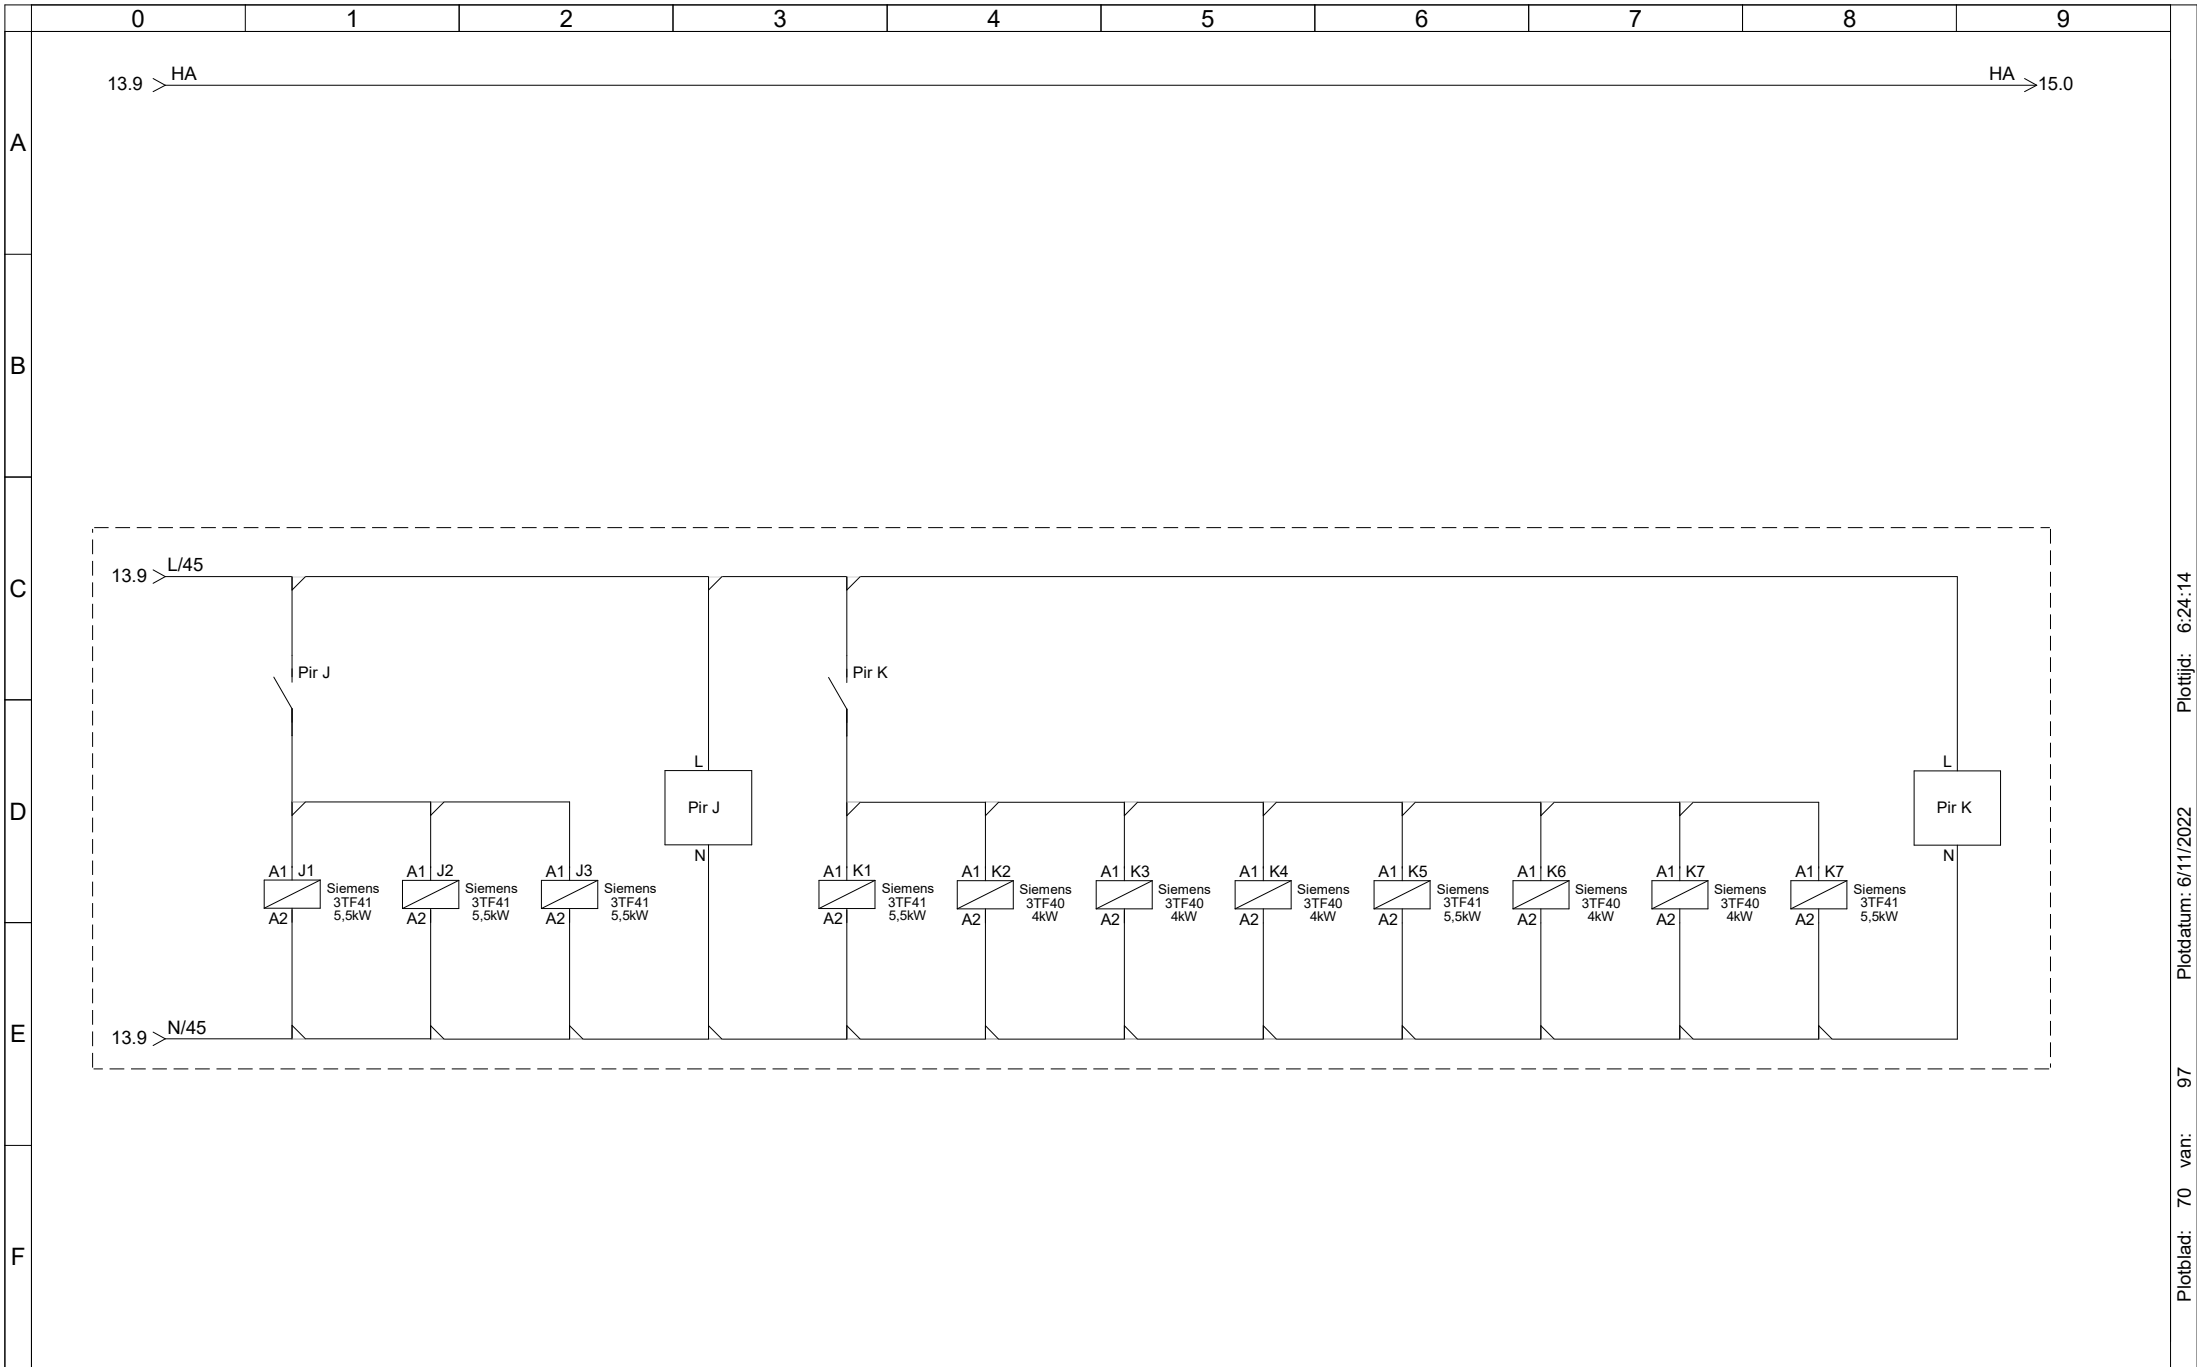 0 1 2 3 4 5 6 7 8 9
13.9 HA HA 15.0
A
B
C
D
E
F
13.9 L/45
Pir J
Pir K
L
Pir J
N
L
Pir K
N
A1 J1
A2
Siemens
3TF41
5,5kW
A1 J2
A2
Siemens
3TF41
5,5kW
A1 J3
A2
Siemens
3TF41
5,5kW
A1 K1
A2
Siemens
3TF41
5,5kW
A1 K2
A2
Siemens
3TF40
4kW
A1 K3
A2
Siemens
3TF40
4kW
A1 K4
A2
Siemens
3TF40
4kW
A1 K5
A2
Siemens
3TF41
5,5kW
A1 K6
A2
Siemens
3TF40
4kW
A1 K7
A2
Siemens
3TF40
4kW
A1 K7
A2
Siemens
3TF41
5,5kW
13.9 N/45
Plotblad: 70 van: 97 Plotdatum: 6/11/2022 Plottijd: 6:24:14